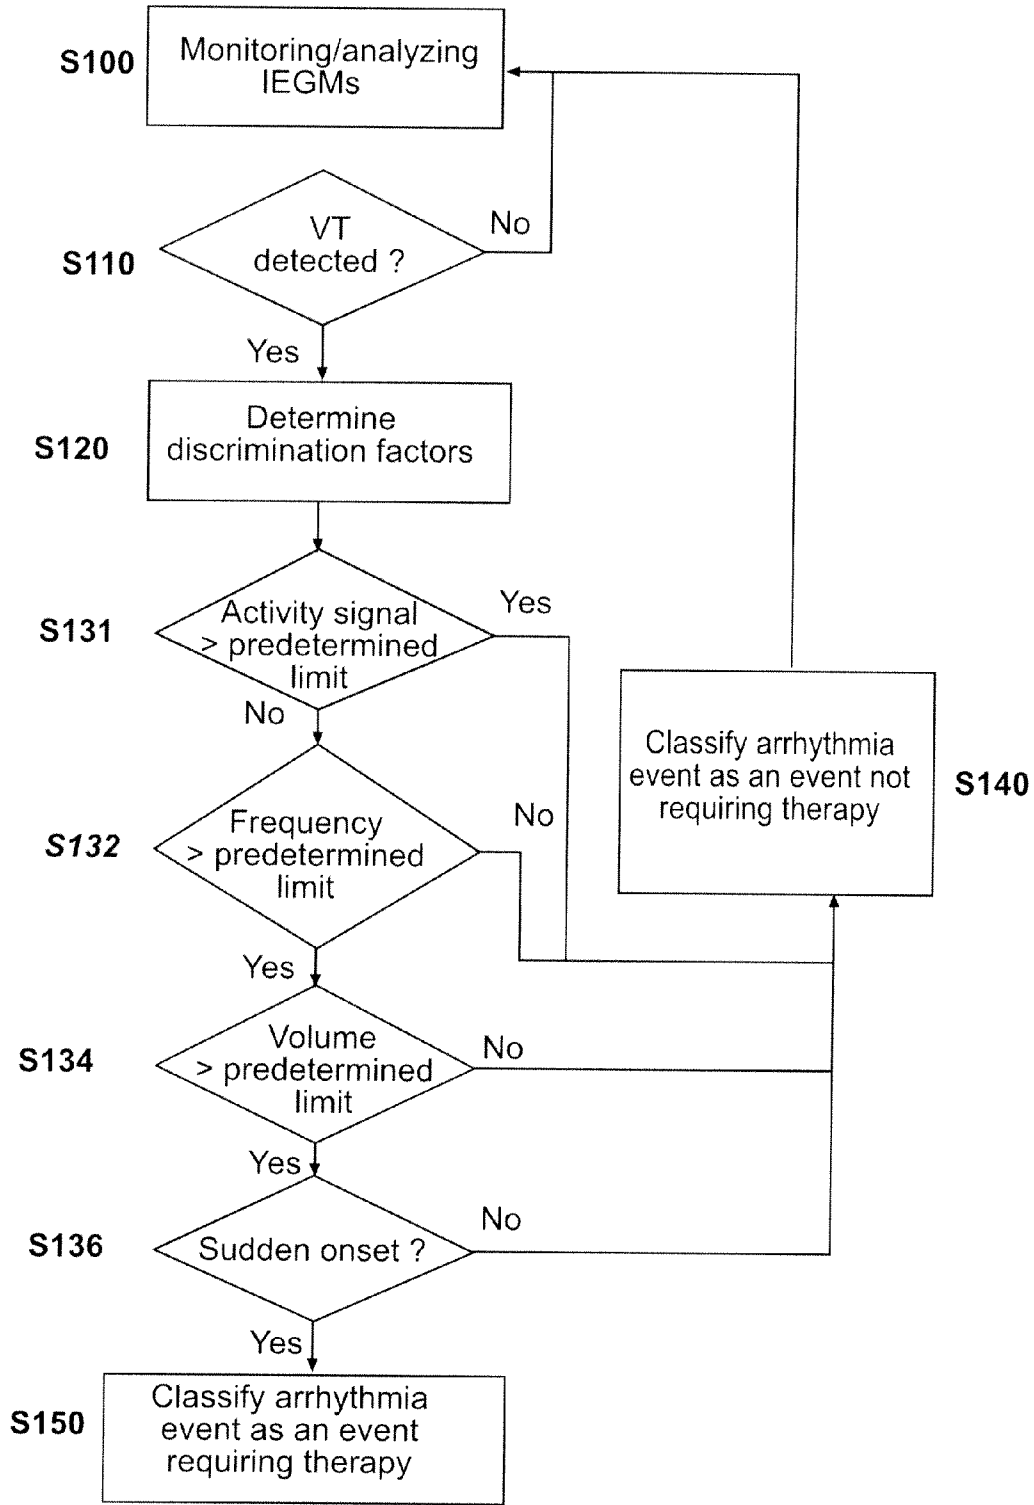 S100
Monitoring/analyzing
IEGMs
S110
VT
detected ?
No
Yes
S120
Determine
discrimination factors
S131
Activity signal
> predetermined
limit
Yes
No
S132
Frequency
> predetermined
limit
No
Yes
Classify arrhythmia
event as an event not
requiring therapy
S140
S134
Volume
> predetermined
limit
No
Yes
S136
Sudden onset ?
No
Yes
S150
Classify arrhythmia
event as an event
requiring therapy